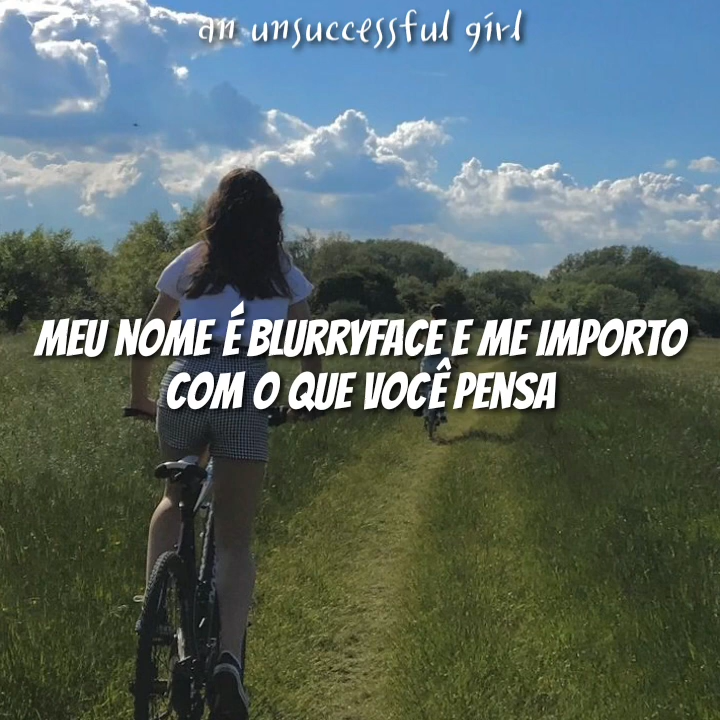 an unsuccessful girl
MEU NOME É BLURRYFACE E ME IMPORTO
COM O QUE VOCÊ PENSA